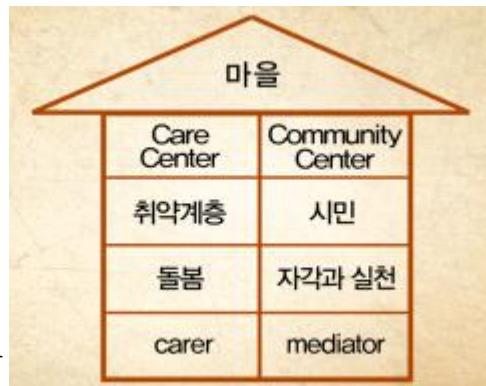 마을
Care Center
Community Center
취약계층
시민
돌봄
자각과 실천
carer
mediator